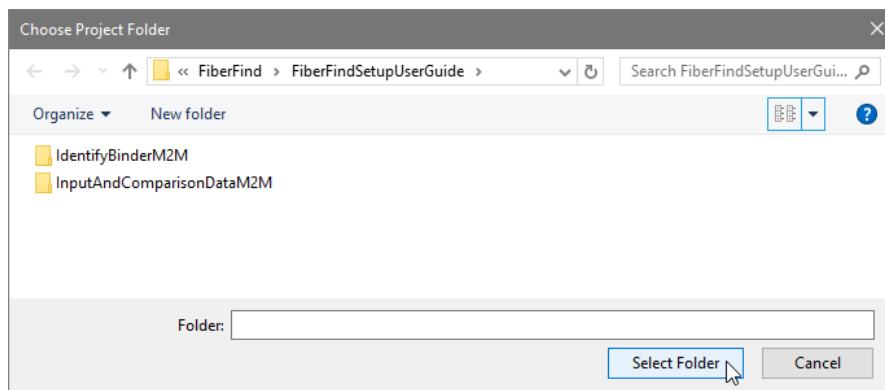 Choose Project Folder
« FiberFind > FiberFindSetupUserGuide >
Search FiberFindSetupUserGui...
Organize
New folder
IdentifyBinderM2M
InputAndComparisonDataM2M
Folder:
Select Folder
Cancel